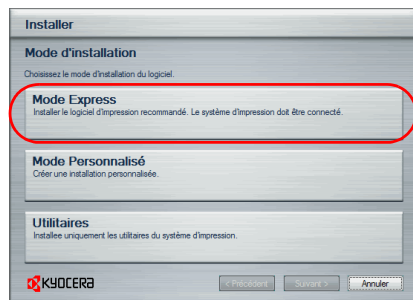 Installer
Mode d'installation
Choisissez le mode d'installation du logiciel.
Mode Express
Installer le logiciel d'impression recommandé. Le système d'impression doit être connecté.
Mode Personnalisé
Créer une installation personnalisée.
Utilitaires
Installee uniquement les utilitaires du système d'impression.
KYOCERA
< Précédent
Suivant >
Annuler